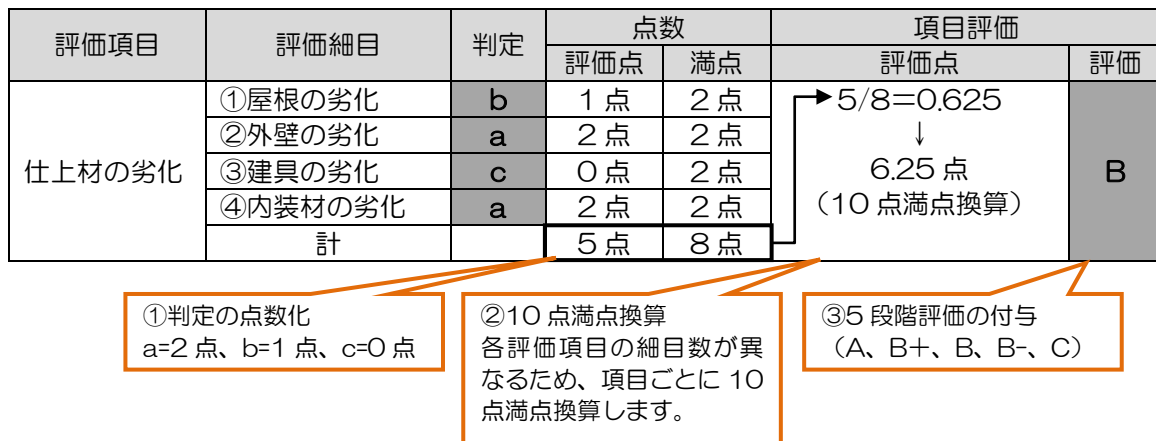 評価項目 評価細目 判定 点数 項目評価
評価点 満点 評価点 評価
仕上材の劣化
①屋根の劣化 b 1点 2点 5/8=0.625
②外壁の劣化 a 2点 2点 ↓
③建具の劣化 c 0点 2点 6.25点 B
④内装材の劣化 a 2点 2点 (10点満点換算)
計 5点 8点
①判定の点数化
a=2点、b=1点、c=0点
②10点満点換算
各評価項目の細目数が異
なるため、項目ごとに10
点満点換算します。
③5段階評価の付与
(A、B+、B、B-、C)